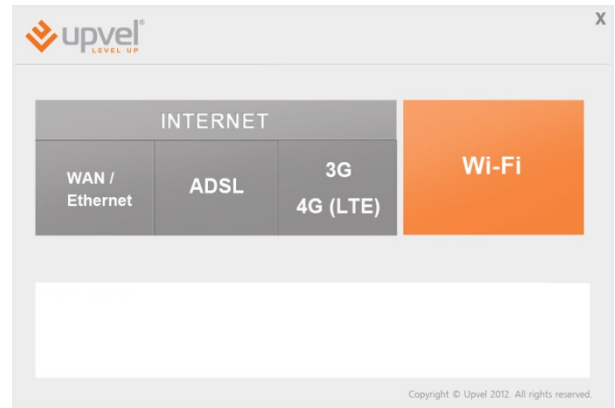 X
upvel®
LEVEL UP
INTERNET
WAN /
Ethernet
ADSL
3G
4G (LTE)
Wi-Fi
Copyright © Upvel 2012. All rights reserved.